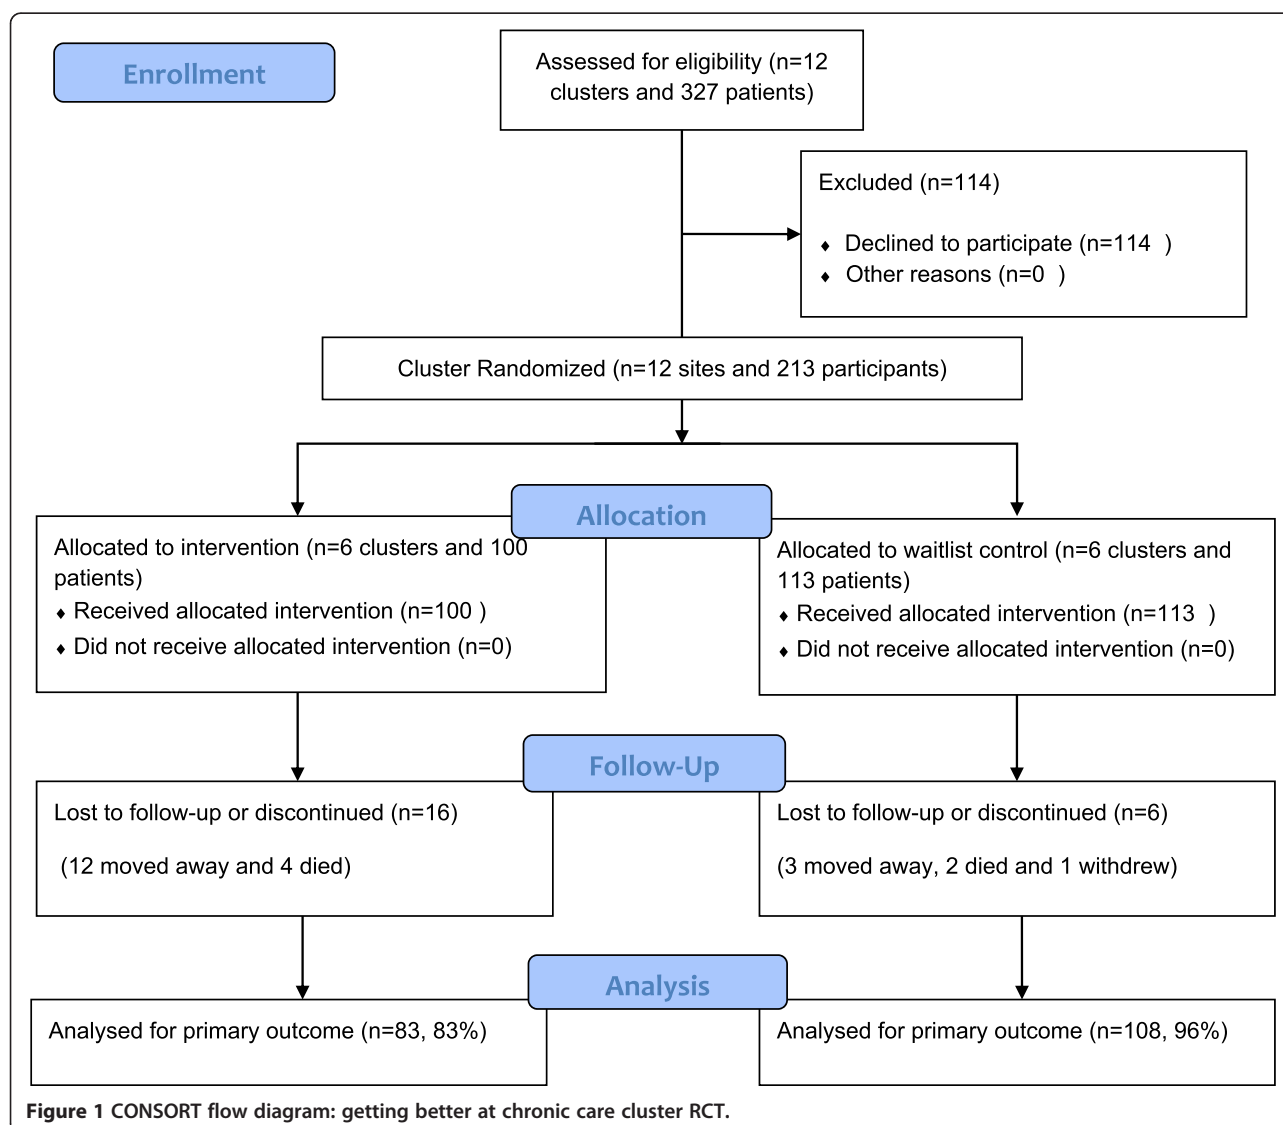 Enrollment
Assessed for eligibility (n=12
clusters and 327 patients)
Excluded (n=114)
♦ Declined to participate (n=114 )
♦ Other reasons (n=0 )
Cluster Randomized (n=12 sites and 213 participants)
Allocation
Allocated to intervention (n=6 clusters and 100
patients)
♦ Received allocated intervention (n=100 )
♦ Did not receive allocated intervention (n=0)
Allocated to waitlist control (n=6 clusters and
113 patients)
♦ Received allocated intervention (n=113 )
♦ Did not receive allocated intervention (n=0)
Follow-Up
Lost to follow-up or discontinued (n=16)
(12 moved away and 4 died)
Lost to follow-up or discontinued (n=6)
(3 moved away, 2 died and 1 withdrew)
Analysis
Analysed for primary outcome (n=83, 83%)
Analysed for primary outcome (n=108, 96%)
Figure 1 CONSORT flow diagram: getting better at chronic care cluster RCT.